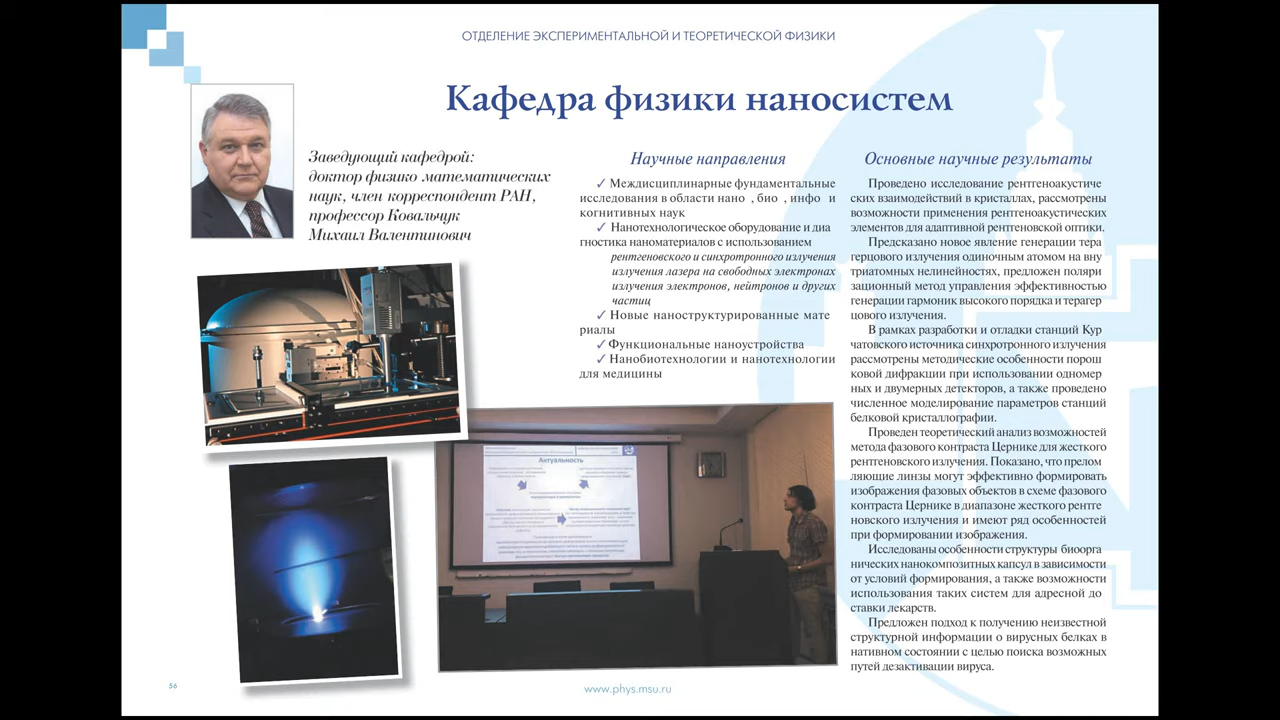 ОТДЕЛЕНИЕ ЭКСПЕРИМЕНТАЛЬНОЙ И ТЕОРЕТИЧЕСКОЙ ФИЗИКИ
Кафедра физики наносистем
Заведующий кафедрой:
доктор физико математических
наук, член корреспондент РАН,
профессор Ковальчук
Михаил Валентинович
Научные направления
✓ Междисциплинарные фундаментальные
исследования в области нано , био , инфо и
когнитивных наук
✓ Нанотехнологическое оборудование и диа
гностика наноматериалов с использованием
рентгеновского и синхротронного излучения
излучения лазера на свободных электронах
излучения электронов, нейтронов и других
частиц
✓ Новые наноструктурированные мате
риалы
✓ Функциональные наноустройства
✓ Нанобиотехнологии и нанотехнологии
для медицины
Основные научные результаты
Проведено исследование рентгеноакустиче
ских взаимодействий в кристаллах, рассмотрены
возможности применения рентгеноакустических
элементов для адаптивной рентгеновской оптики.
Предсказано новое явление генерации тера
герцового излучения одиночным атомом на вну
триатомных нелинейностях, предложен поляри
зационный метод управления эффективностью
генерации гармоник высокого порядка и терагер
цового излучения.
В рамках разработки и отладки станций Кур
чатовского источника синхротронного излучения
рассмотрены методические особенности порош
ковой дифракции при использовании одномер
ных и двумерных детекторов, а также проведено
численное моделирование параметров станций
белковой кристаллографии.
Проведен теоретический анализ возможностей
метода фазового контраста Цернике для жесткого
рентгеновского излучения. Показано, что прелом
ляющие линзы могут эффективно формировать
изображения фазовых объектов в схеме фазового
контраста Цернике в диапазоне жесткого рентге
новского излучения и имеют ряд особенностей
при формировании изображения.
Исследованы особенности структуры биоорга
нических нанокомпозитных капсул в зависимости
от условий формирования, а также возможности
использования таких систем для адресной до
ставки лекарств.
Предложен подход к получению неизвестной
структурной информации о вирусных белках в
нативном состоянии с целью поиска возможных
путей дезактивации вируса.
Актуальность
56
www.phys.msu.ru